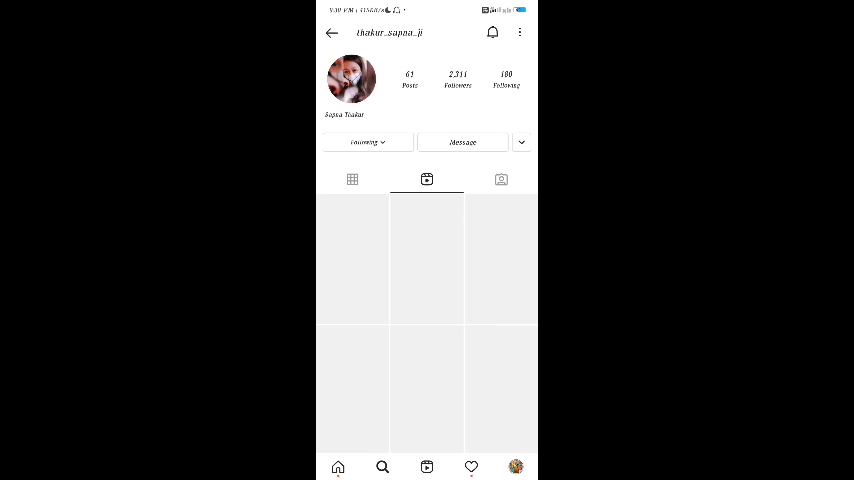 thakur_sapna_ji
61
2,311
180
Posts
Followers
Following
Sapna Thakur
Following
Message